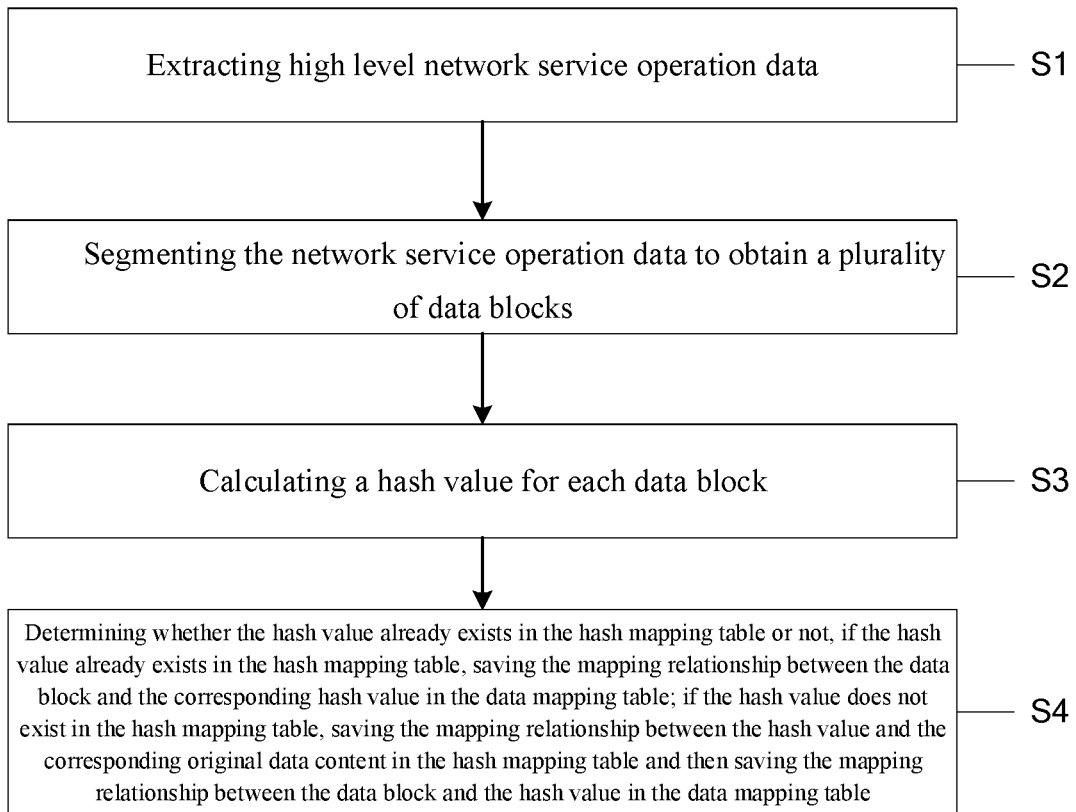 Extracting high level network service operation data
S1
Segmenting the network service operation data to obtain a plurality
of data blocks
S2
Calculating a hash value for each data block
S3
Determining whether the hash value already exists in the hash mapping table or not, if the hash
value already exists in the hash mapping table, saving the mapping relationship between the data
block and the corresponding hash value in the data mapping table; if the hash value does not
exist in the hash mapping table, saving the mapping relationship between the hash value and the
corresponding original data content in the hash mapping table and then saving the mapping
relationship between the data block and the hash value in the data mapping table
S4